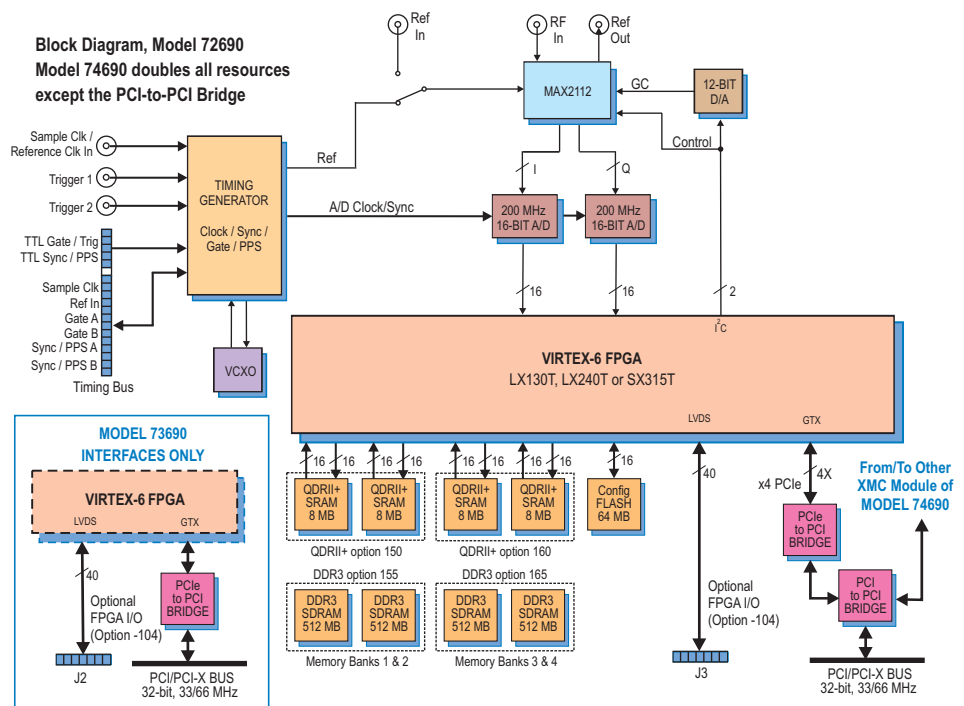 Block Diagram, Model 72690
Model 74690 doubles all resources
except the PCI-to-PCI Bridge
Ref
In
RF
In
Ref
Out
MAX2112
GC
12-BIT
D/A
Control
Sample Clk /
Reference Clk In
Trigger 1
Trigger 2
TTL Gate / Trig
TTL Sync / PPS
Sample Clk
Ref In
Gate A
Gate B
Sync / PPS A
Sync / PPS B
Timing Bus
TIMING
GENERATOR
Clock / Sync /
Gate / PPS
VCXO
Ref
A/D Clock/Sync
I
Q
200 MHz
16-BIT A/D
200 MHz
16-BIT A/D
16
16
2
I2C
VIRTEX-6 FPGA
LX130T, LX240T or SX315T
LVDS
GTX
16
16
16
16
16
16
16
16
16
40
4X
x4 PCIe
QDRII+
SRAM
8 MB
QDRII+
SRAM
8 MB
QDRII+
SRAM
8 MB
QDRII+
SRAM
8 MB
Config
FLASH
64 MB
QDRII+ option 150
QDRII+ option 160
DDR3 option 155
DDR3 option 165
DDR3
SDRAM
512 MB
DDR3
SDRAM
512 MB
DDR3
SDRAM
512 MB
DDR3
SDRAM
512 MB
Memory Banks 1 & 2
Memory Banks 3 & 4
Optional
FPGA I/O
(Option -104)
J3
PCIe
to PCI
BRIDGE
PCI
to PCI
BRIDGE
From/To Other
XMC Module of
MODEL 74690
PCI/PCI-X BUS
32-bit, 33/66 MHz
MODEL 73690
INTERFACES ONLY
VIRTEX-6 FPGA
LVDS
GTX
40
Optional
FPGA I/O
(Option -104)
J2
PCIe
to PCI
BRIDGE
PCI/PCI-X BUS
32-bit, 33/66 MHz